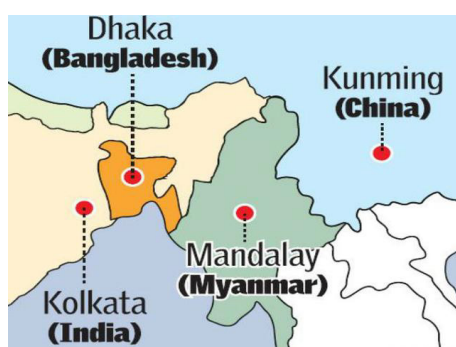 Dhaka
(Bangladesh)
Kunming
(China)
Mandalay
(Myanmar)
Kolkata
(India)